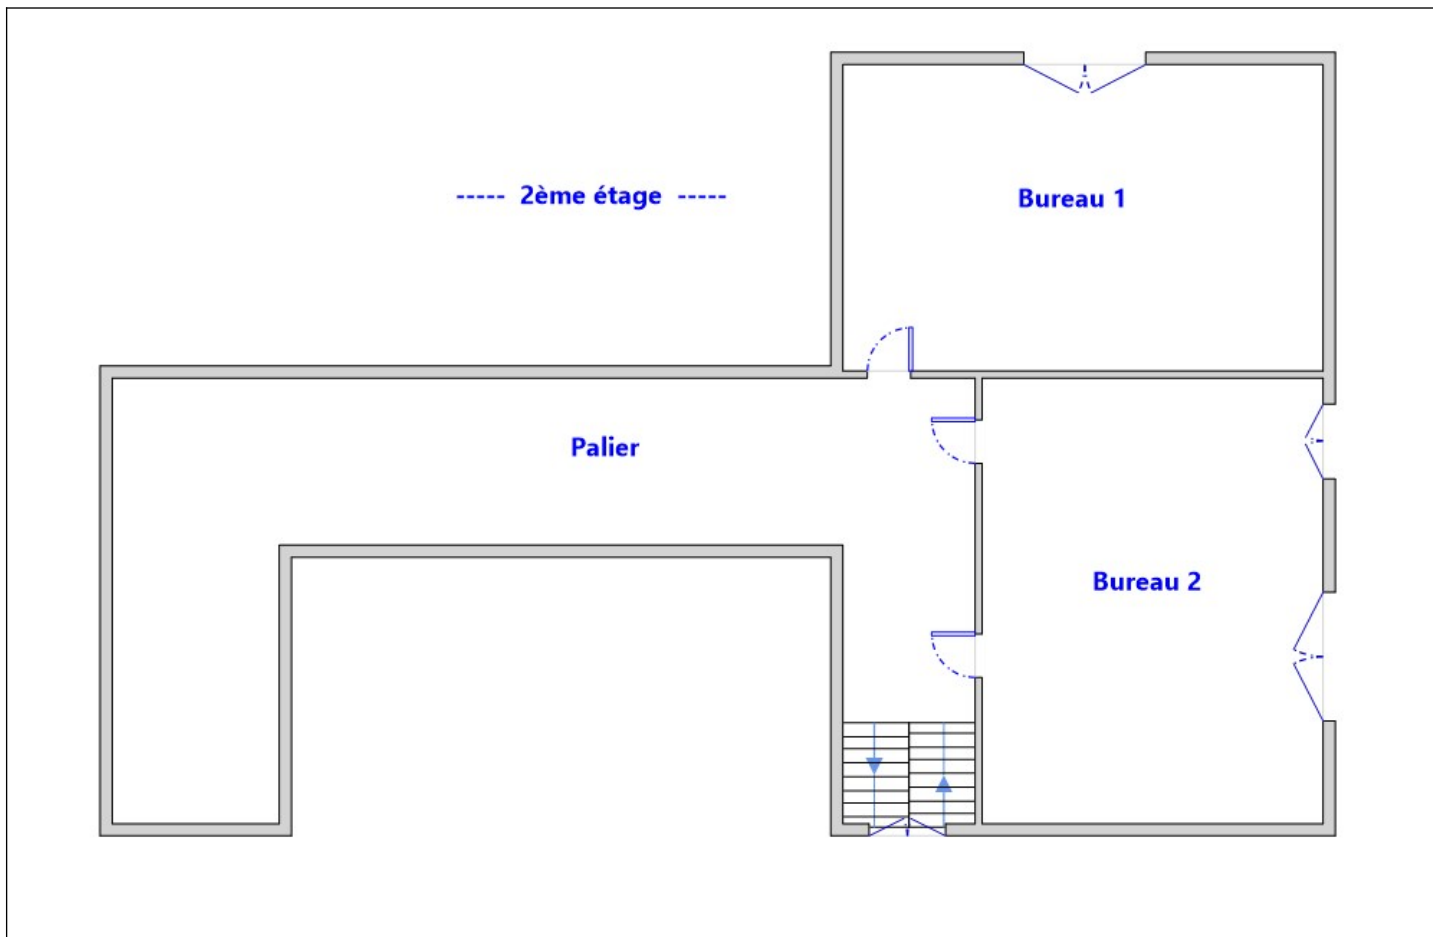 ----- 2ème étage -----
Bureau 1
Palier
Bureau 2